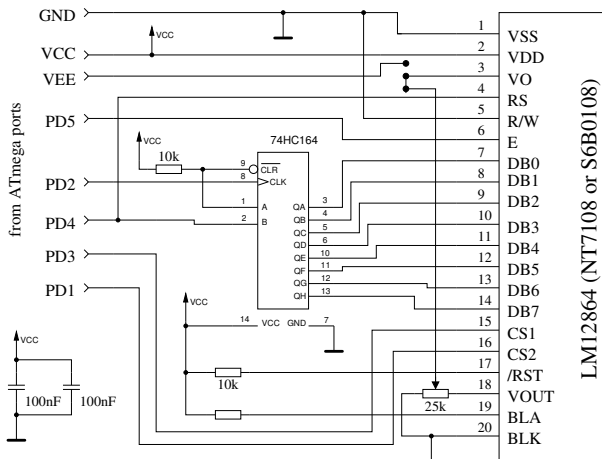 GND
VCC
VCC
VEE
PD5
PD2
PD4
PD3
PD1
from ATmega ports
VCC
10k
74HC164
9
CLR
8
CLK
1
A
2
B
QA
3
QB
4
QC
5
QD
6
QE
10
QF
11
QG
12
QH
13
14
VCC
GND
7
VCC
10k
VCC
100nF
100nF
25k
1
VSS
2
VDD
3
VO
4
RS
5
R/W
6
E
7
DB0
8
DB1
9
DB2
10
DB3
11
DB4
12
DB5
13
DB6
14
DB7
15
CS1
16
CS2
17
/RST
18
VOUT
19
BLA
20
BLK
LM12864 (NT7108 or S6B0108)